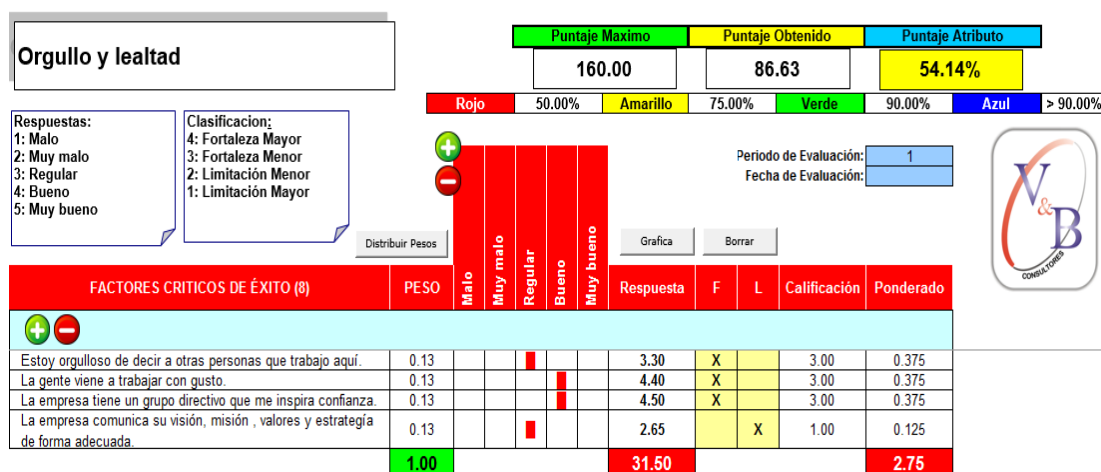 Orgullo y lealtad
Puntaje Maximo Puntaje Obtenido Puntaje Atributo
160.00 86.63 54.14%
Rojo 50.00% Amarillo 75.00% Verde 90.00% Azul > 90.00%
Respuestas:
1: Malo
2: Muy malo
3: Regular
4: Bueno
5: Muy bueno
Clasificacion:
4: Fortaleza Mayor
3: Fortaleza Menor
2: Limitación Menor
1: Limitación Mayor
Periodo de Evaluación: 1
Fecha de Evaluación:
V&B
CONSULTORES
Distribuir Pesos
Grafica Borrar
FACTORES CRITICOS DE ÉXITO (8) PESO Malo Muy malo Regular Bueno Muy bueno Respuesta F L Calificación Ponderado
Estoy orgulloso de decir a otras personas que trabajo aquí. 0.13 3.30 X 3.00 0.375
La gente viene a trabajar con gusto. 0.13 4.40 X 3.00 0.375
La empresa tiene un grupo directivo que me inspira confianza. 0.13 4.50 X 3.00 0.375
La empresa comunica su visión, misión , valores y estrategía
de forma adecuada. 0.13 2.65 X 1.00 0.125
1.00 31.50 2.75